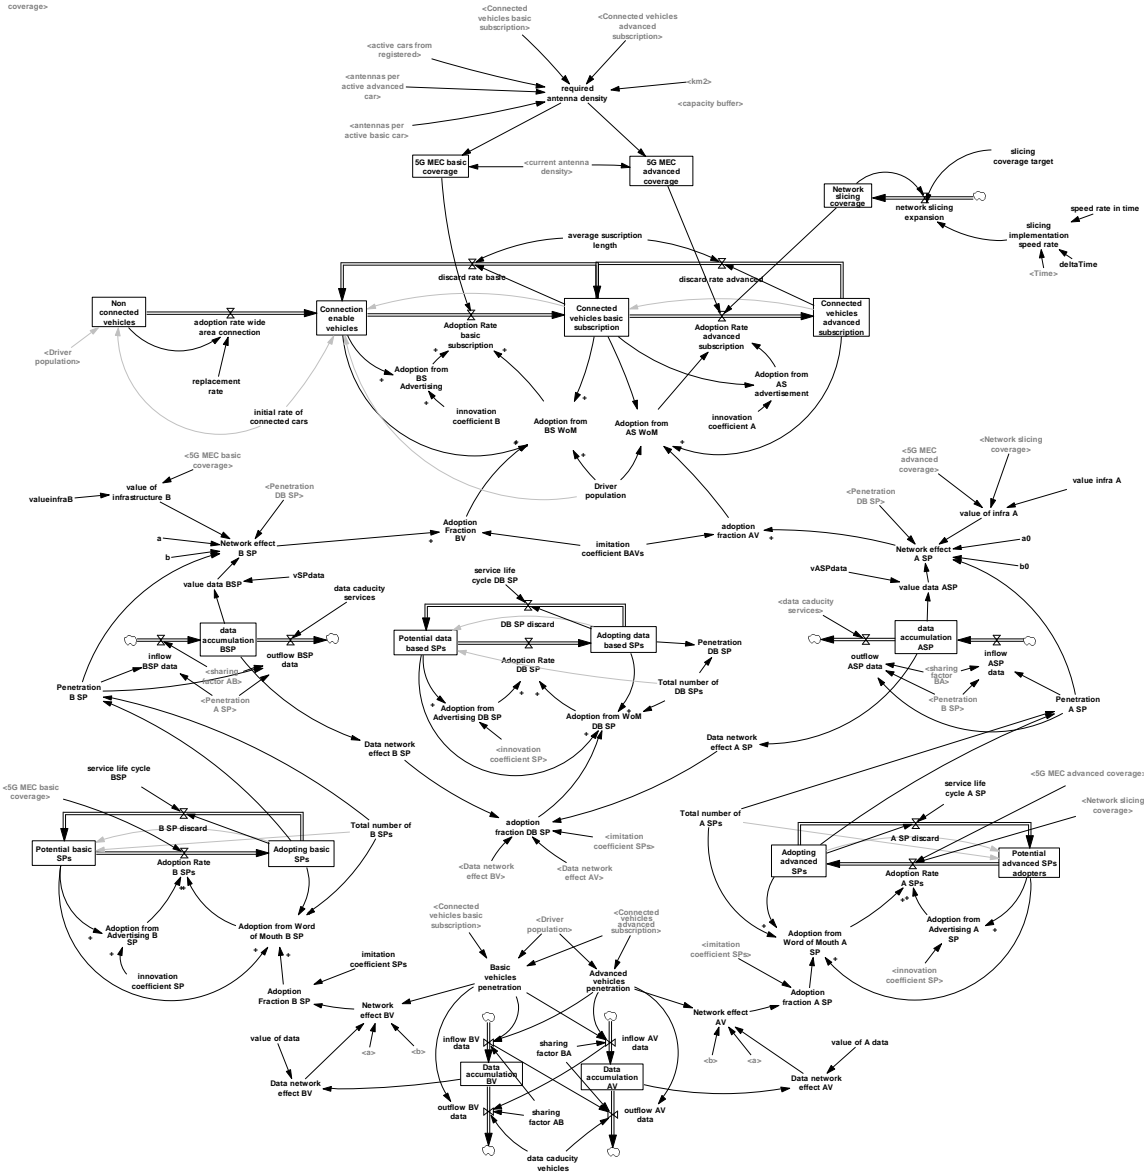 coverage>
<Connected
vehicles basic
subscription>
<Connected vehicles
advanced
subscription>
<active cars from
registered>
<antennas per
active advanced
car>
<antennas per
active basic car>
required
antenna density
<km2>
<capacity buffer>
5G MEC basic
coverage
<current antenna
density>
5G MEC
advanced
coverage
slicing
coverage target
Network
slicing
coverage
network slicing
expansion
speed rate in time
slicing
implementation
speed rate
deltaTime
<Time>
average suscription
length
discard rate basic
discard rate advanced
Non
connected
vehicles
adoption rate wide
area connection
Connection
enable
vehicles
Adoption Rate
basic
subscription
Connected
vehicles basic
subscription
Adoption Rate
advanced
subscription
Connected
vehicles
advanced
subscription
<Driver
population>
replacement
rate
initial rate of
connected cars
Adoption from
BS
Advertising
innovation
coefficient B
Adoption from
BS WoM
Adoption from
AS WoM
Adoption from
AS
advertisement
innovation
coefficient A
Driver
population
<5G MEC basic
coverage>
value of
infrastructure B
valueinfraB
<Penetration
DB SP>
a
b
Network effect
B SP
Adoption
Fraction
BV
imitation
coefficient BAVs
adoption
fraction AV
<5G MEC
advanced
coverage>
<Network slicing
coverage>
<Penetration
DB SP>
value infra A
value of infra A
Network effect
A SP
a0
b0
value data BSP
vSPdata
data caducity
services
data
accumulation
BSP
inflow
BSP data
outflow BSP
data
<sharing
factor AB>
<Penetration
A SP>
Penetration
B SP
service life
cycle DB SP
DB SP discard
Potential data
based SPs
Adopting data
based SPs
Adoption Rate
DB SP
Penetration
DB SP
Total number of
DB SPs
Adoption from
Advertising DB SP
Adoption from WoM
DB SP
<innovation
coefficient SP>
vASPdata
value data ASP
<data caducity
services>
data
accumulation
ASP
outflow
ASP data
<sharing
factor
BA>
inflow
ASP
data
<Penetration
B SP>
Penetration
A SP
Data network
effect B SP
Data network
effect A SP
adoption
fraction DB SP
<imitation
coefficient SPs>
<Data network
effect BV>
<Data network
effect AV>
service life cycle
BSP
<5G MEC basic
coverage>
B SP discard
Potential basic
SPs
Adopting basic
SPs
Total number of
B SPs
Adoption Rate
B SPs
Adoption from
Advertising B
SP
Adoption from Word
of Mouth B SP
innovation
coefficient SP
imitation
coefficient SPs
Adoption
Fraction B SP
<5G MEC advanced coverage>
service life
cycle A SP
<Network slicing
coverage>
Total number of
A SPs
A SP discard
Adopting
advanced
SPs
Potential
advanced SPs
adopters
Adoption Rate
A SPs
Adoption from
Word of Mouth A
SP
Adoption from
Advertising A
SP
<imitation
coefficient SPs>
<innovation
coefficient SP>
Adoption
fraction A SP
<Connected
vehicles basic
subscription>
<Driver
population>
<Connected
vehicles
advanced
subscription>
Basic
vehicles
penetration
Advanced
vehicles
penetration
Network
effect BV
<a>
<b>
value of data
Data network
effect BV
inflow BV
data
sharing
factor BA
inflow AV
data
Data
accumulation
BV
Data
accumulation
AV
outflow BV
data
sharing
factor AB
outflow AV
data
data caducity
vehicles
Network effect
AV
<b>
<a>
value of A data
Data network
effect AV